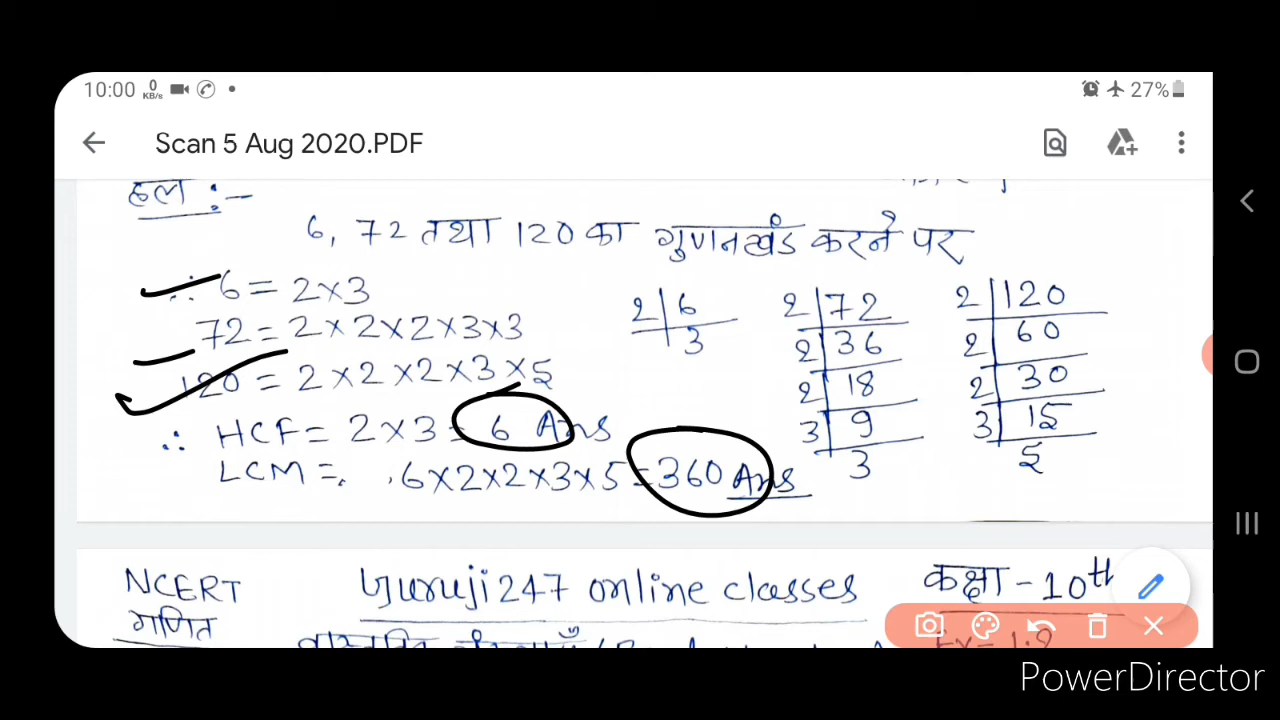 10:00 0 KB/s 27%
Scan 5 Aug 2020.PDF
हल :-
6, 72 तथा 120 का गुणनखंड करने पर
∴ 6 = 2×3
72 = 2×2×2×3×3
120 = 2×2×2×3×5
∴ HCF = 2×3 = 6 Ans
LCM = 6×2×2×3×5 = 360 Ans
2 6
3
2 72
2 36
2 18
3 9
3
2 120
2 60
2 30
3 15
5
NCERT Guruji247 online classes कक्षा - 10th
गणित
PowerDirector